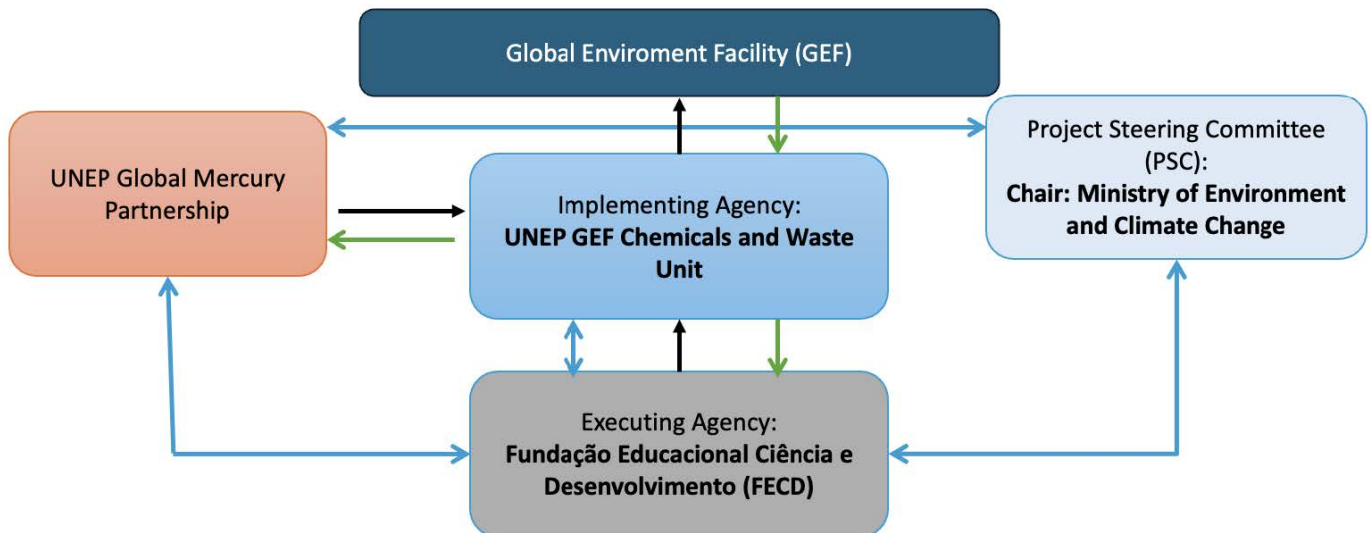 Global Enviroment Facility (GEF)
UNEP Global Mercury
Partnership
Project Steering Committee
(PSC):
Chair: Ministry of Environment
and Climate Change
Implementing Agency:
UNEP GEF Chemicals and Waste
Unit
Executing Agency:
Fundação Educacional Ciência e
Desenvolvimento (FECD)